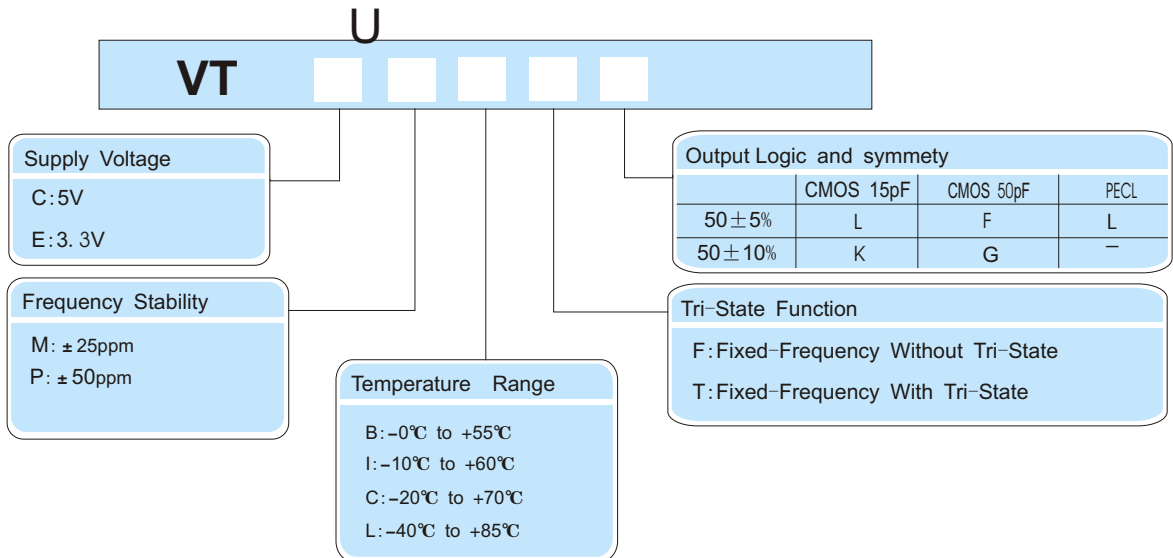 U
VT
Supply Voltage
C:5V
E:3.3V
Frequency Stability
M: ±25ppm
P: ±50ppm
Temperature Range
B:-0℃ to +55℃
I:-10℃ to +60℃
C:-20℃ to +70℃
L:-40℃ to +85℃
Output Logic and symmety
CMOS 15pF CMOS 50pF PECL
50±5% L F L
50±10% K G -
Tri-State Function
F:Fixed-Frequency Without Tri-State
T:Fixed-Frequency With Tri-State